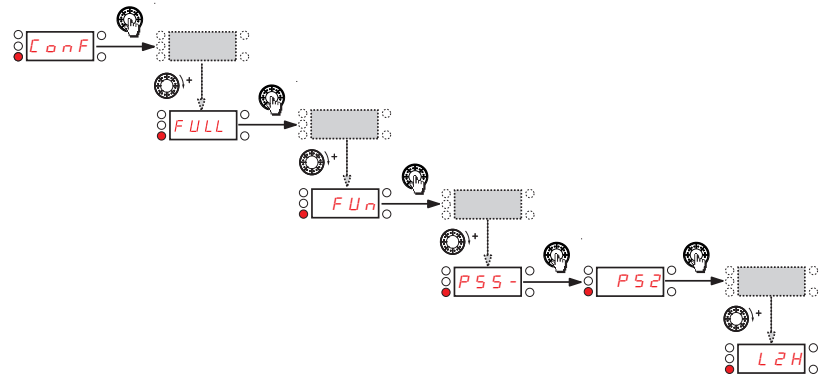 ConF
+
FULL
+
FUn
+
PSS-
PS2
+
L2H